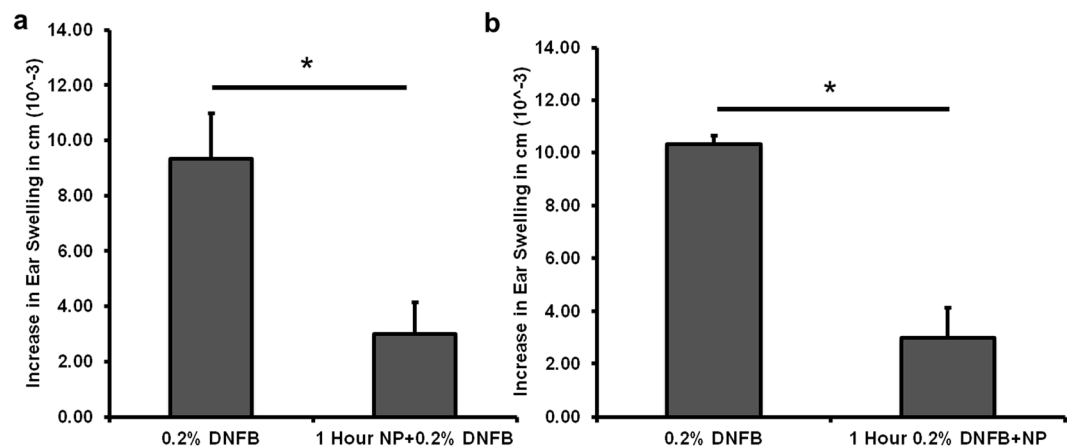 a
Increase in Ear Swelling in cm (10^-3)
14.00
12.00
10.00
8.00
6.00
4.00
2.00
0.00
*
0.2% DNFB
1 Hour NP+0.2% DNFB
b
Increase in Ear Swelling in cm (10^-3)
14.00
12.00
10.00
8.00
6.00
4.00
2.00
0.00
*
0.2% DNFB
1 Hour 0.2% DNFB+NP